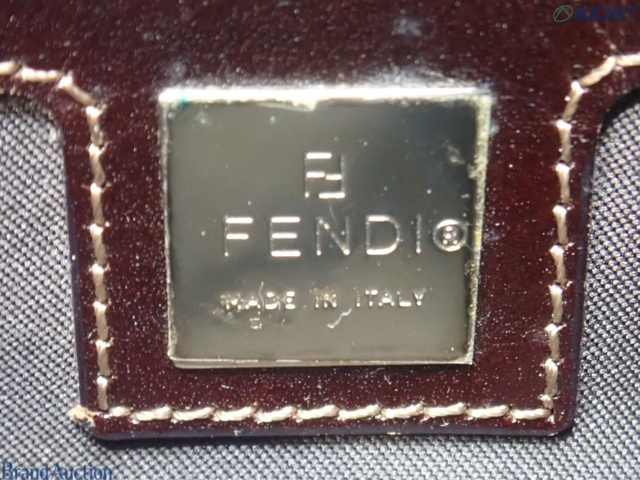 FF
FENDI®
MADE IN ITALY
Brand Auction